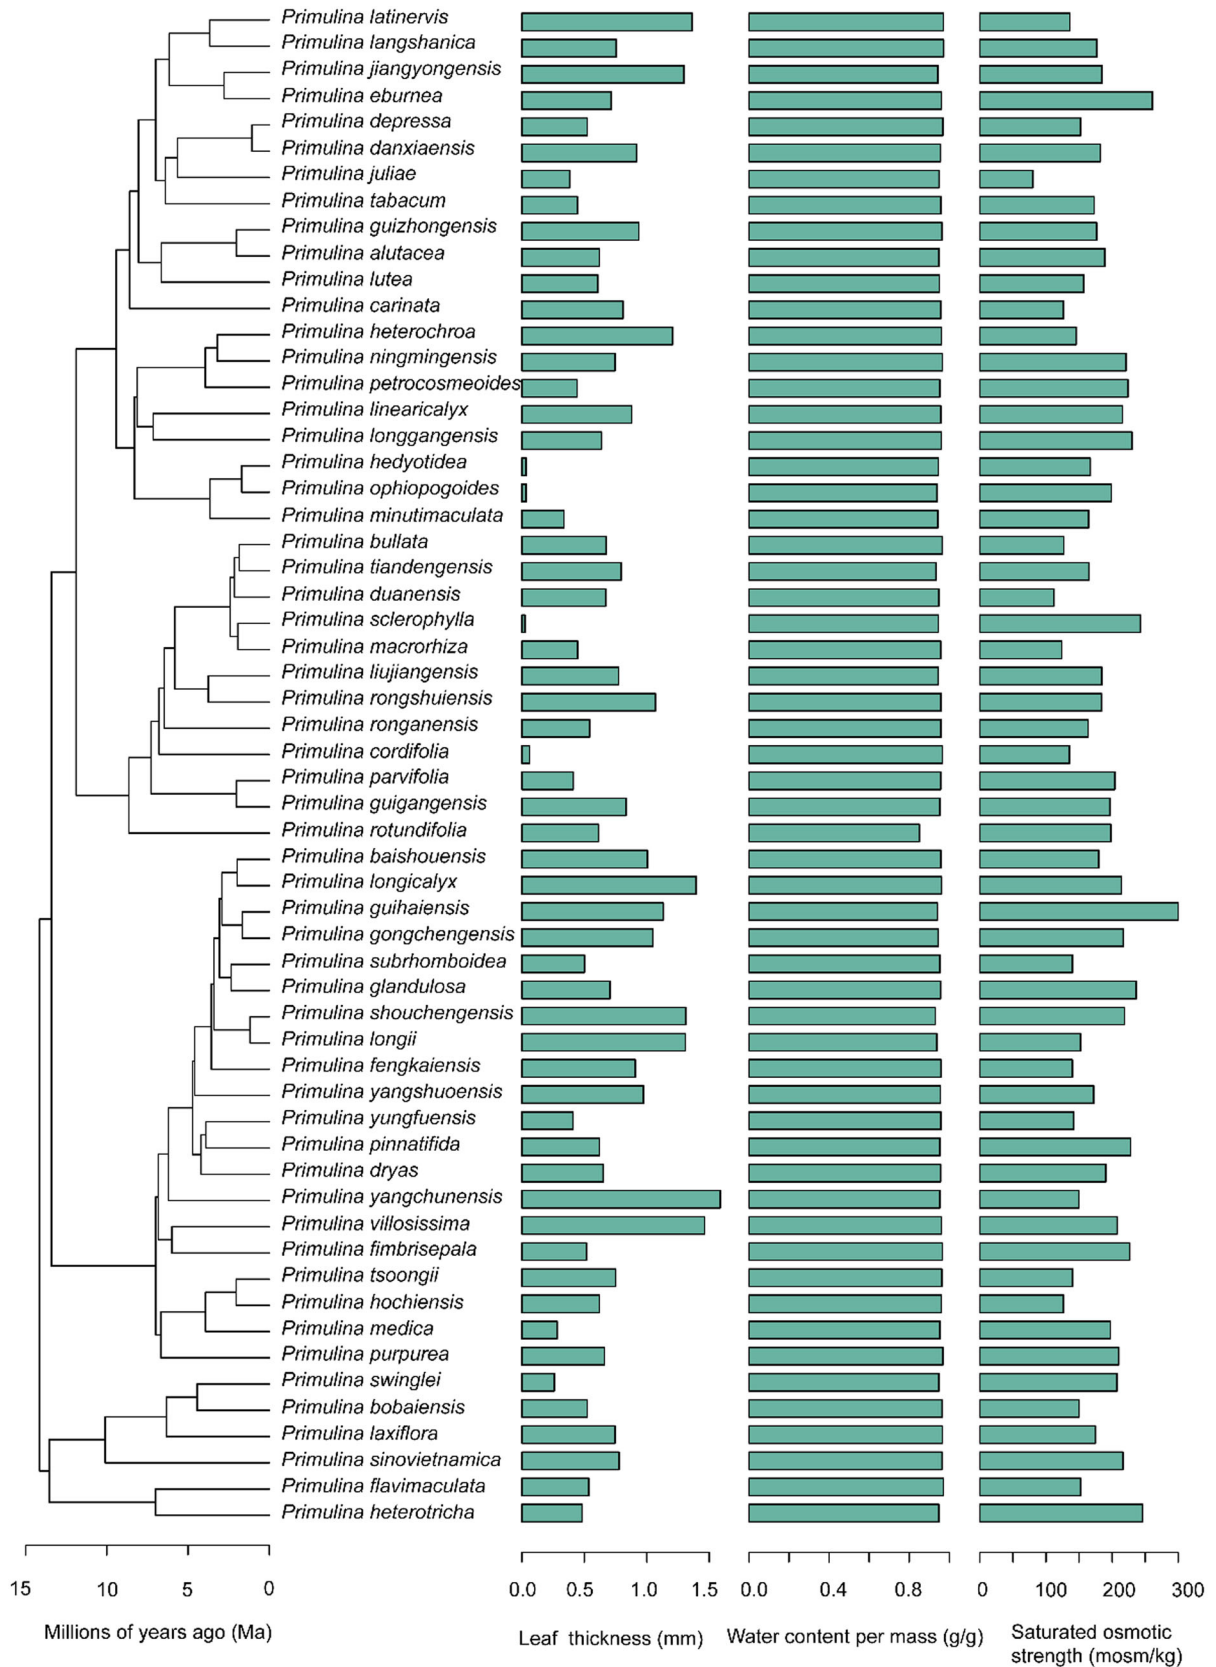 Primulina latinervis
Primulina langshanica
Primulina jiangyongensis
Primulina eburnea
Primulina depressa
Primulina danxiaensis
Primulina juliae
Primulina tabacum
Primulina guizhongensis
Primulina alutacea
Primulina lutea
Primulina carinata
Primulina heterochroa
Primulina ningmingensis
Primulina petrocosmeoides
Primulina linearicalyx
Primulina longgangensis
Primulina hedyotidea
Primulina ophiopogoides
Primulina minutimaculata
Primulina bullata
Primulina tiandengensis
Primulina duanensis
Primulina sclerophylla
Primulina macrorhiza
Primulina liujiangensis
Primulina rongshuiensis
Primulina ronganensis
Primulina cordifolia
Primulina parvifolia
Primulina guigangensis
Primulina rotundifolia
Primulina baishouensis
Primulina longicalyx
Primulina guihaiensis
Primulina gongchengensis
Primulina subrhomboidea
Primulina glandulosa
Primulina shouchengensis
Primulina longii
Primulina fengkaiensis
Primulina yangshuoensis
Primulina yungfuensis
Primulina pinnatifida
Primulina dryas
Primulina yangchunensis
Primulina villosissima
Primulina fimbrisepala
Primulina tsoongii
Primulina hochiensis
Primulina medica
Primulina purpurea
Primulina swinglei
Primulina bobaiensis
Primulina laxiflora
Primulina sinovietnamica
Primulina flavimaculata
Primulina heterotricha
15 10 5 0 0.0 0.5 1.0 1.5 0.0 0.4 0.8 0 100 200 300
Millions of years ago (Ma) Leaf thickness (mm) Water content per mass (g/g) Saturated osmotic
strength (mosm/kg)